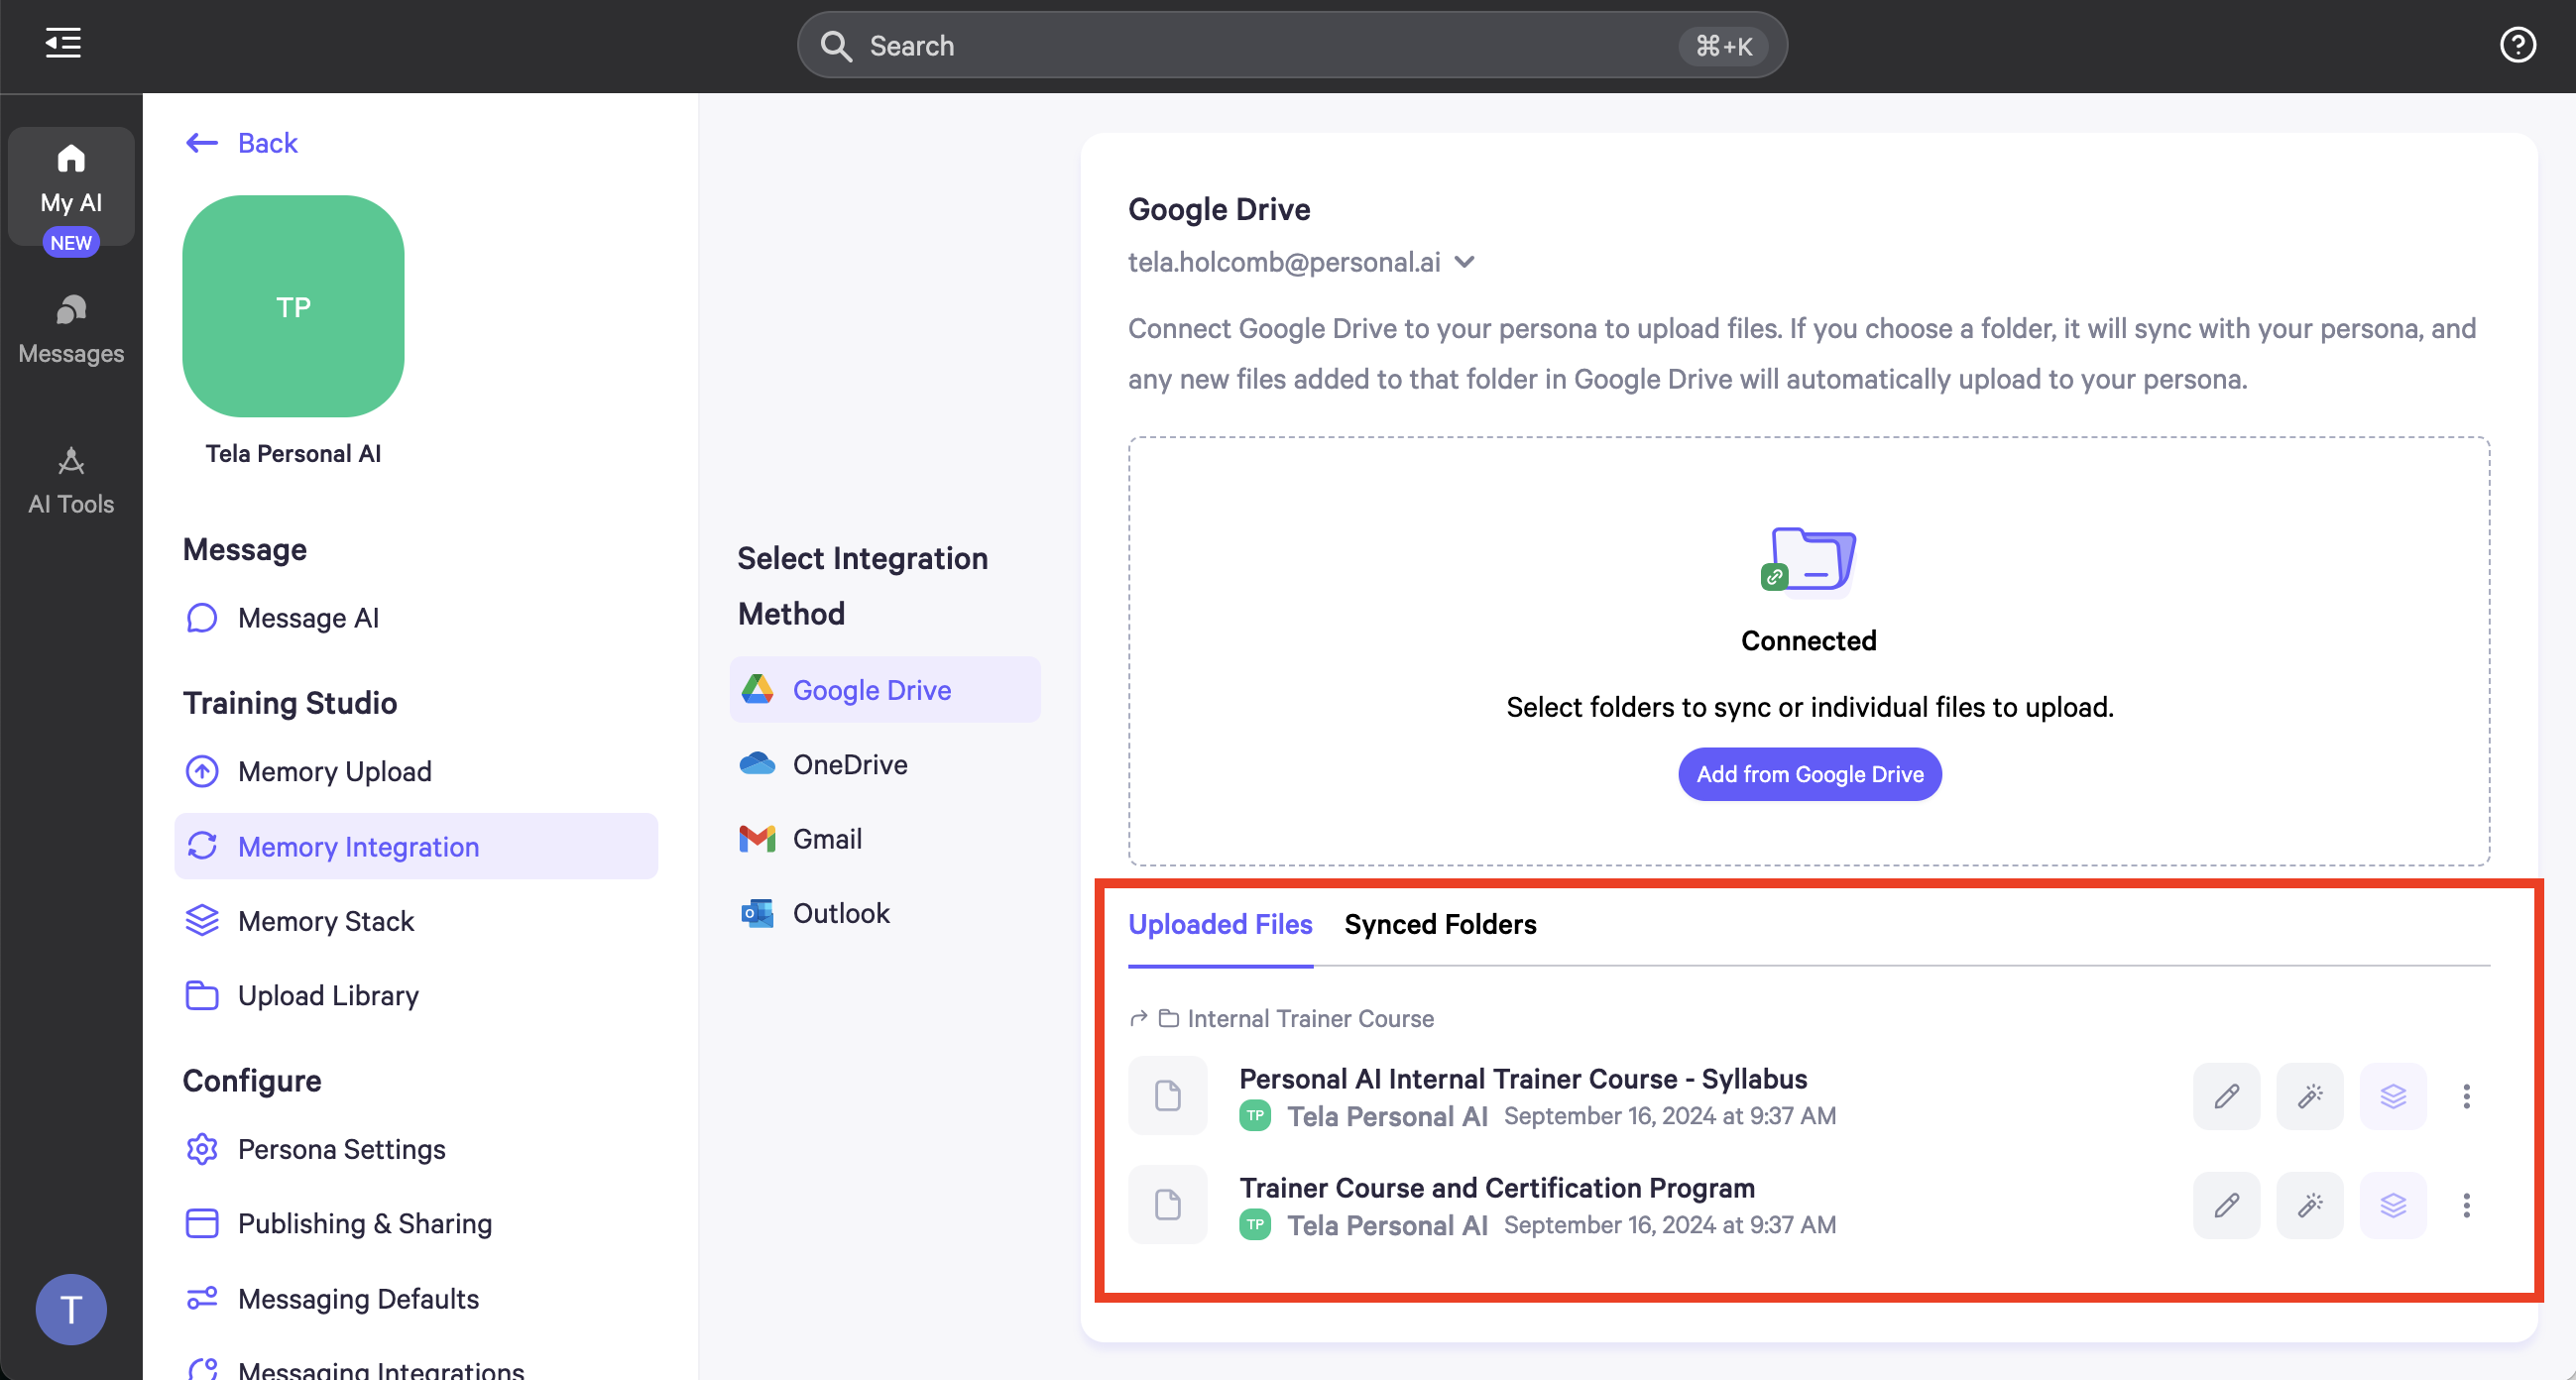 Search
⌘+K
My AI
NEW
Messages
AI Tools
T
Back
TP
Tela Personal AI
Message
Message AI
Training Studio
Memory Upload
Memory Integration
Memory Stack
Upload Library
Configure
Persona Settings
Publishing & Sharing
Messaging Defaults
Messaging Integrations
Select Integration
Method
Google Drive
OneDrive
Gmail
Outlook
Google Drive
tela.holcomb@personal.ai
Connect Google Drive to your persona to upload files. If you choose a folder, it will sync with your persona, and
any new files added to that folder in Google Drive will automatically upload to your persona.
Connected
Select folders to sync or individual files to upload.
Add from Google Drive
Uploaded Files Synced Folders
Internal Trainer Course
Personal AI Internal Trainer Course - Syllabus
TP Tela Personal AI September 16, 2024 at 9:37 AM
Trainer Course and Certification Program
TP Tela Personal AI September 16, 2024 at 9:37 AM